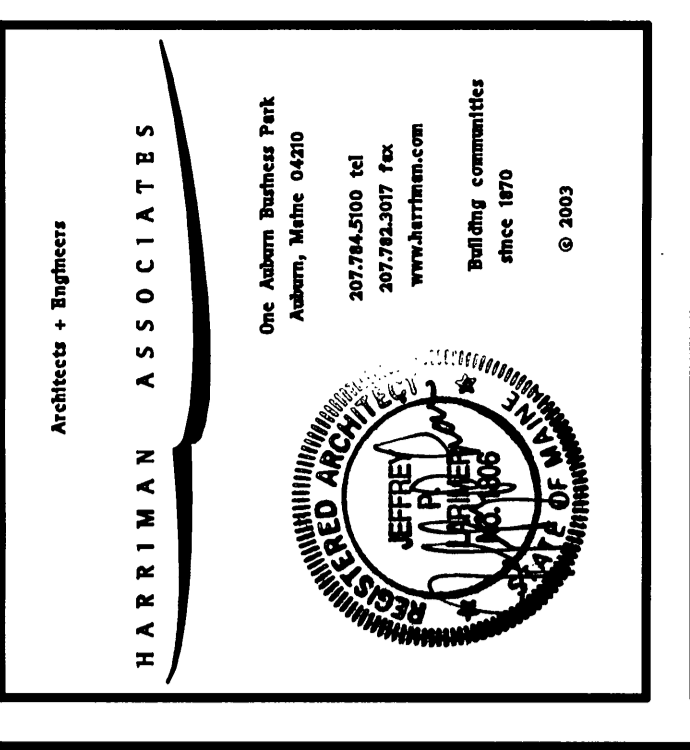 Architects + Engineers
HARRIMAN ASSOCIATES
One Auburn Business Park
Auburn, Maine 04210
207.784.5100 tel
207.782.3017 fax
www.harriman.com
Building communities
since 1870
© 2003
REGISTERED ARCHITECT
JEFFREY
P.
LARIMER
NO. 1806
STATE OF MAINE